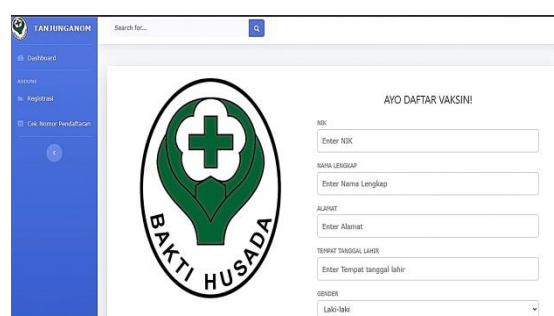 TANJUNGANOM
Search for...
Dashboard
ADDONS
Registrasi
Cek Nomor Pendaftaran
BAKTI HUSADA
AYO DAFTAR VAKSIN!
NIK
Enter NIK
NAMA LENGKAP
Enter Nama Lengkap
ALAMAT
Enter Alamat
TEMPAT TANGGAL LAHIR
Enter Tempat tanggal lahir
GENDER
Laki-laki